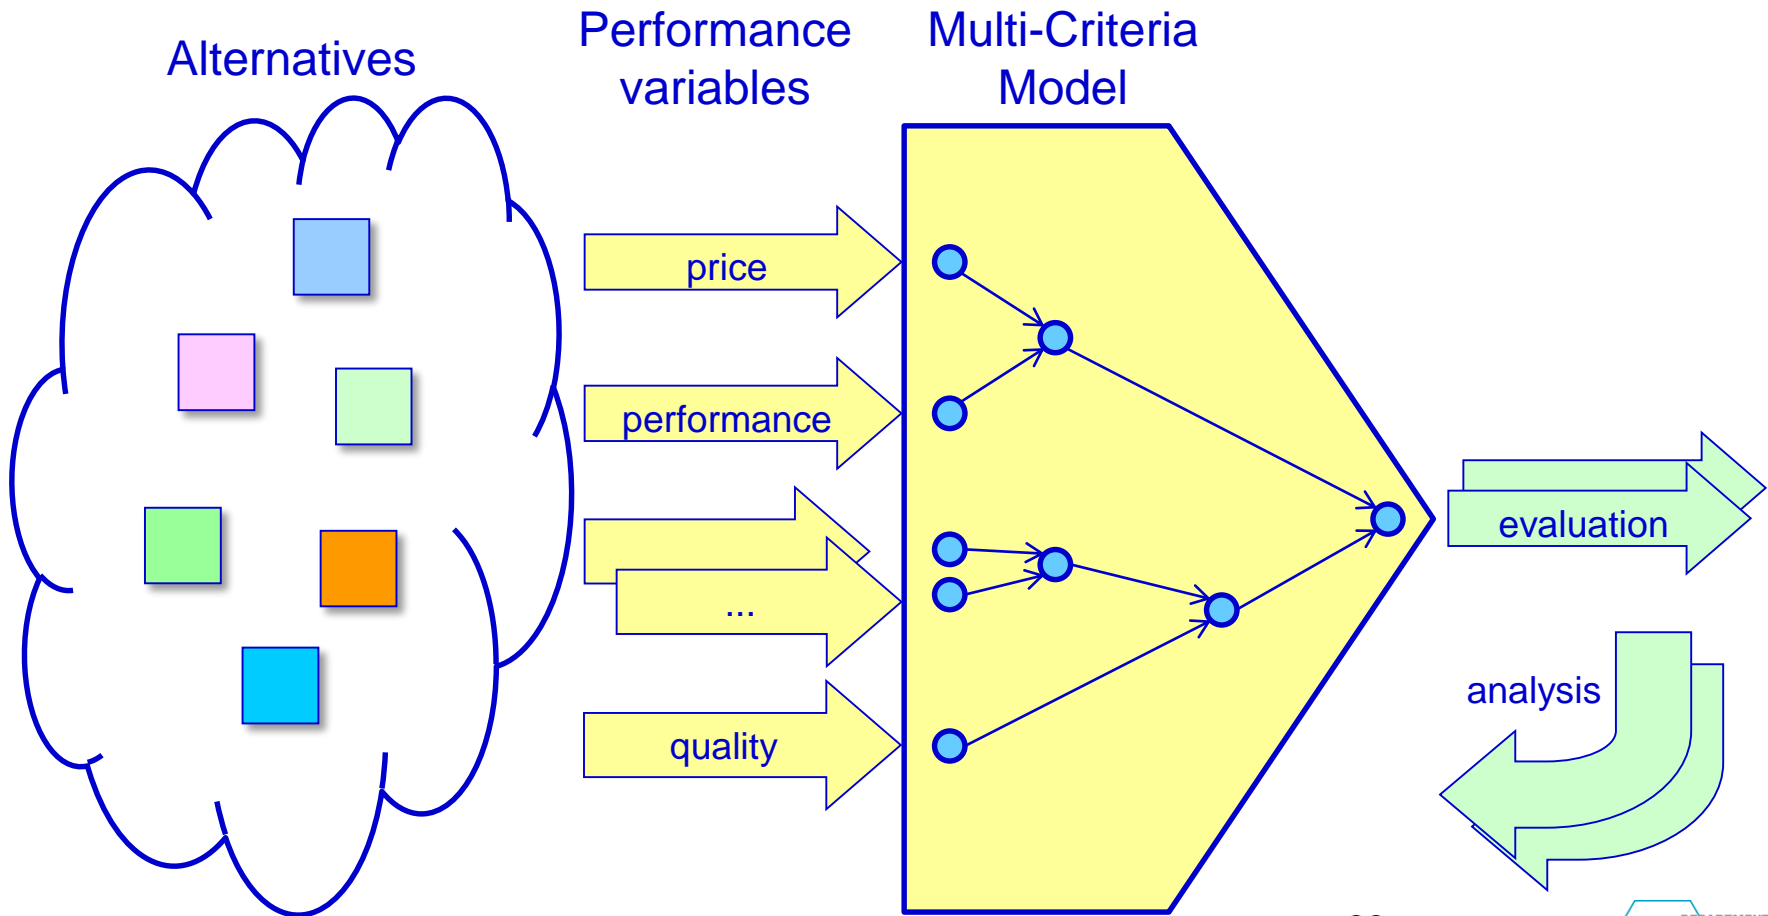 Alternatives
Performance
variables
Multi-Criteria
Model
price
performance
...
quality
evaluation
analysis